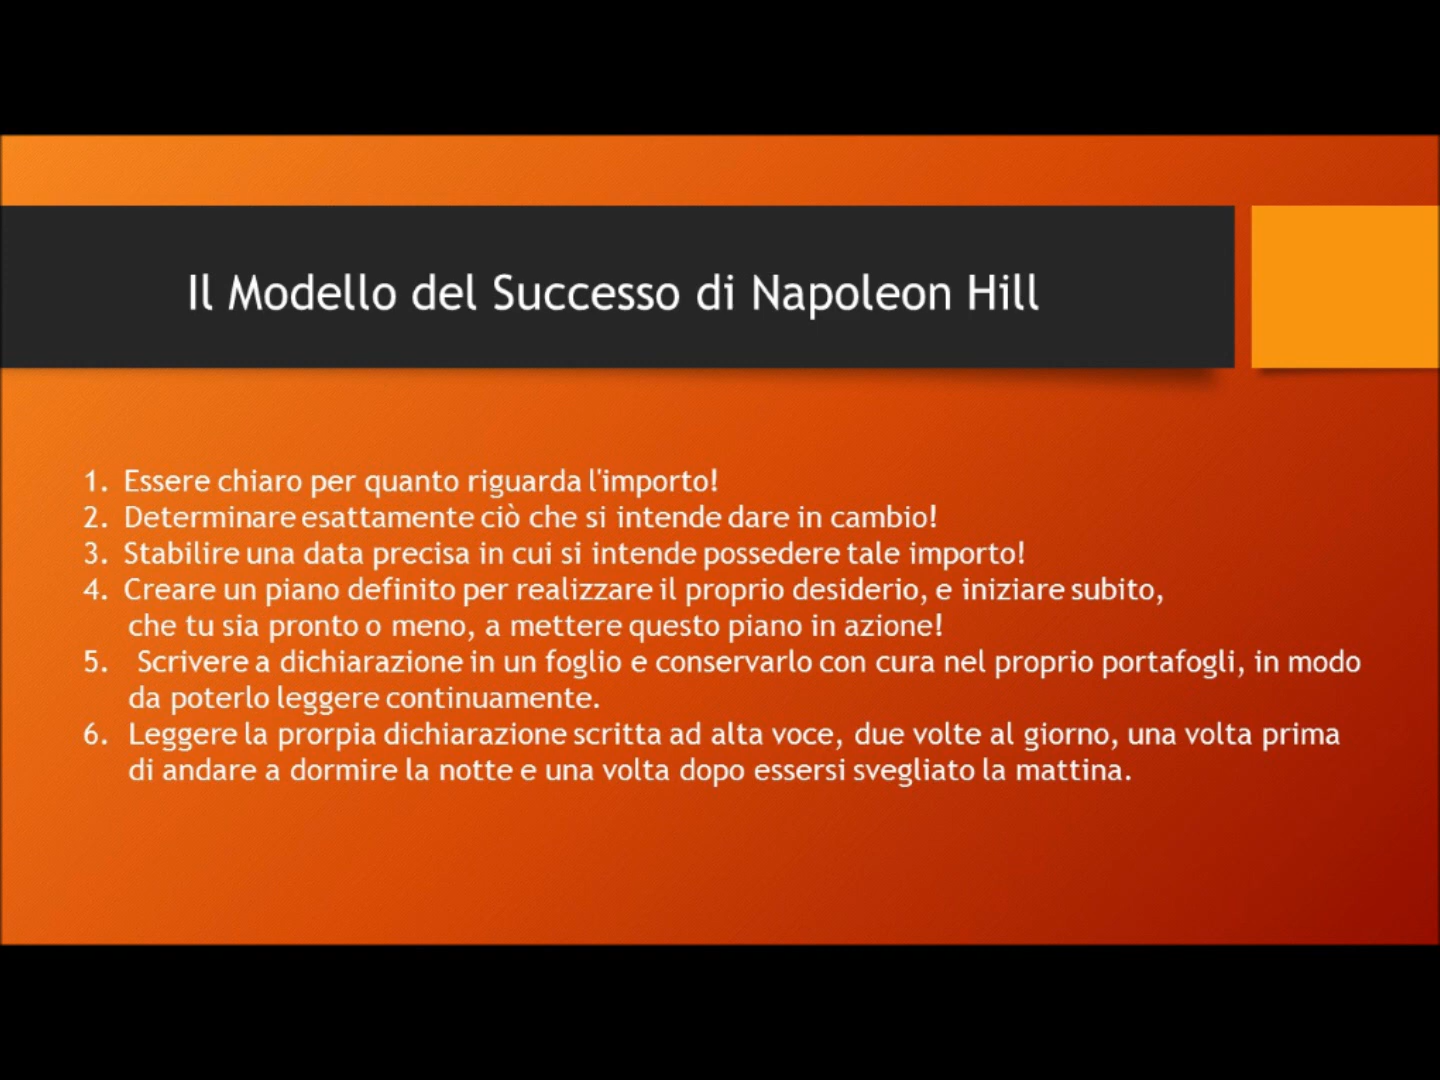 Il Modello del Successo di Napoleon Hill
1. Essere chiaro per quanto riguarda l'importo!
2. Determinare esattamente ciò che si intende dare in cambio!
3. Stabilire una data precisa in cui si intende possedere tale importo!
4. Creare un piano definito per realizzare il proprio desiderio, e iniziare subito,
che tu sia pronto o meno, a mettere questo piano in azione!
5. Scrivere a dichiarazione in un foglio e conservarlo con cura nel proprio portafogli, in modo
da poterlo leggere continuamente.
6. Leggere la prorpia dichiarazione scritta ad alta voce, due volte al giorno, una volta prima
di andare a dormire la notte e una volta dopo essersi svegliato la mattina.